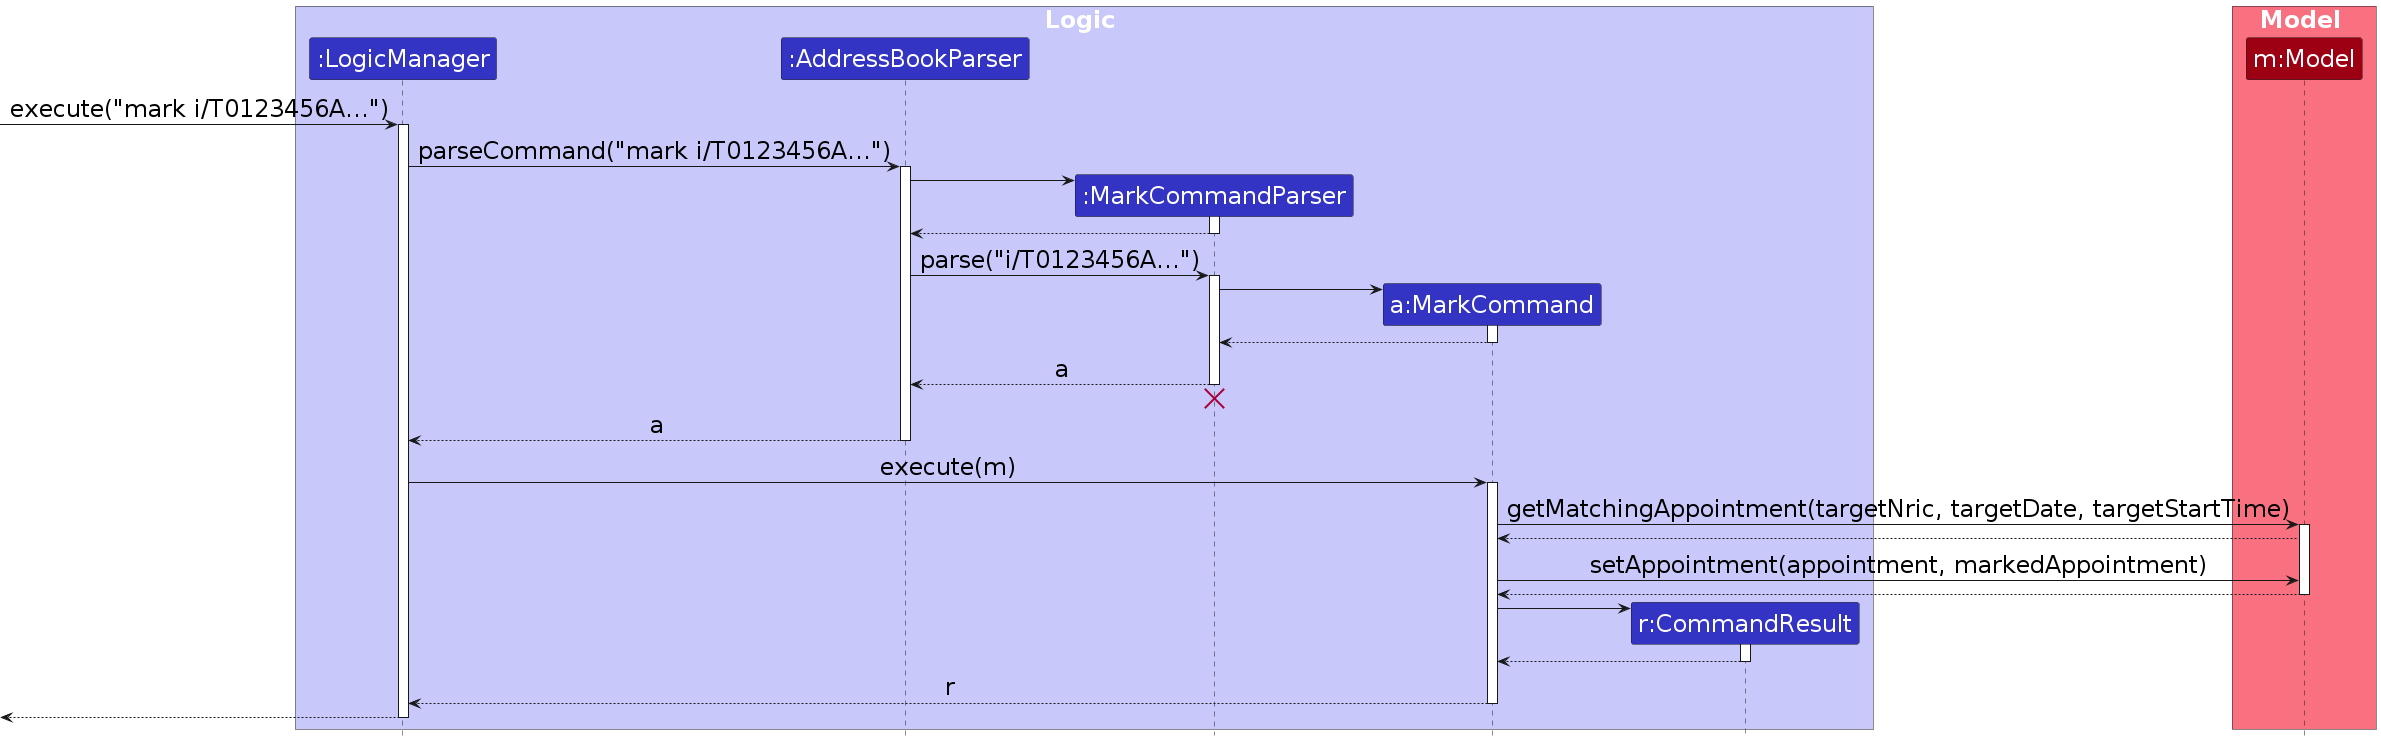 Logic
Model
:LogicManager
:AddressBookParser
m:Model
execute("mark i/T0123456A...")
parseCommand("mark i/T0123456A...")
:MarkCommandParser
parse("i/T0123456A...")
a:MarkCommand
a
a
execute(m)
getMatchingAppointment(targetNric, targetDate, targetStartTime)
setAppointment(appointment, markedAppointment)
r:CommandResult
r